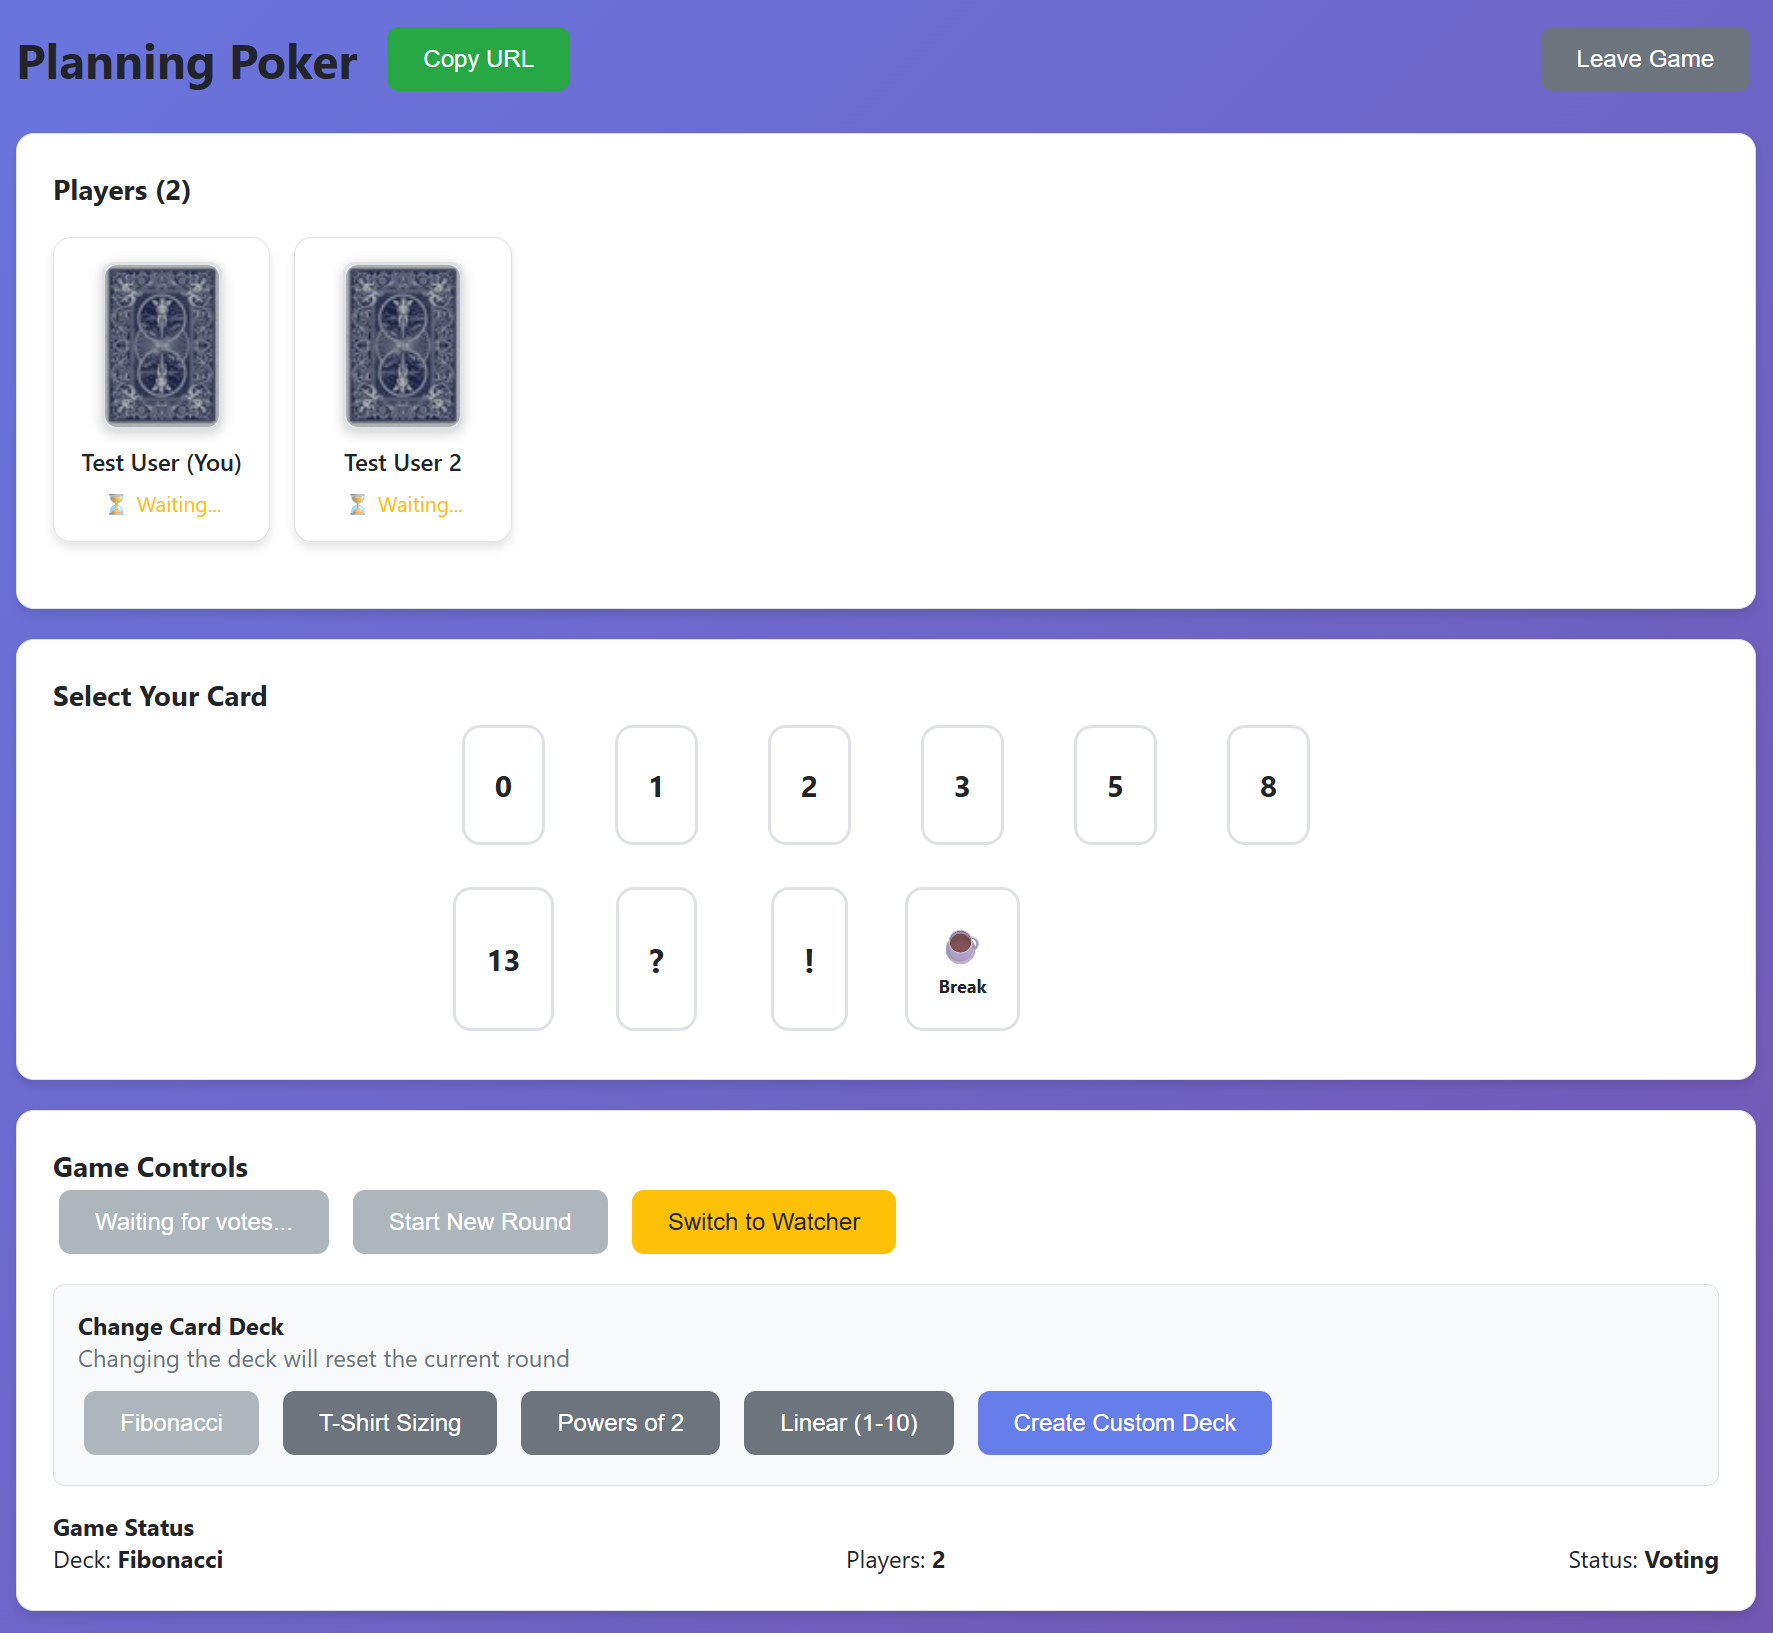 Planning Poker
Copy URL
Leave Game
Players (2)
Test User (You)
Test User 2
⏳ Waiting...
⏳ Waiting...
Select Your Card
0
1
2
3
5
8
13
?
!
Break
Game Controls
Waiting for votes...
Start New Round
Switch to Watcher
Change Card Deck
Changing the deck will reset the current round
Fibonacci
T-Shirt Sizing
Powers of 2
Linear (1-10)
Create Custom Deck
Game Status
Deck: Fibonacci
Players: 2
Status: Voting